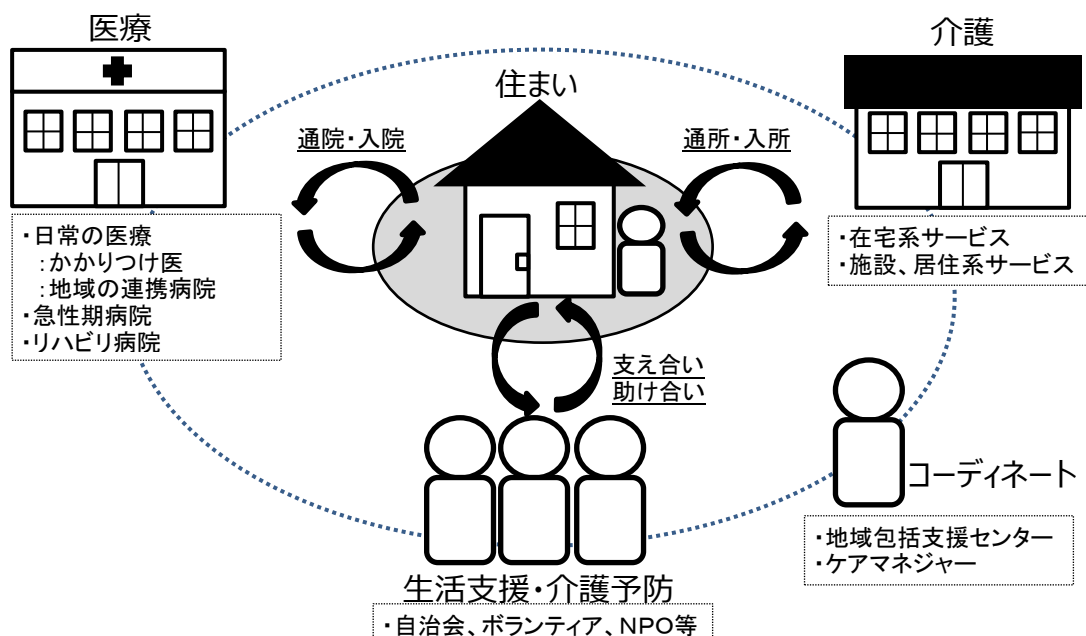 医療
介護
住まい
通院・入院
通所・入所
・日常の医療
：かかりつけ医
：地域の連携病院
・急性期病院
・リハビリ病院
・在宅系サービス
・施設、居住系サービス
支え合い
助け合い
コーディネート
・地域包括支援センター
・ケアマネジャー
生活支援・介護予防
・自治会、ボランティア、NPO等